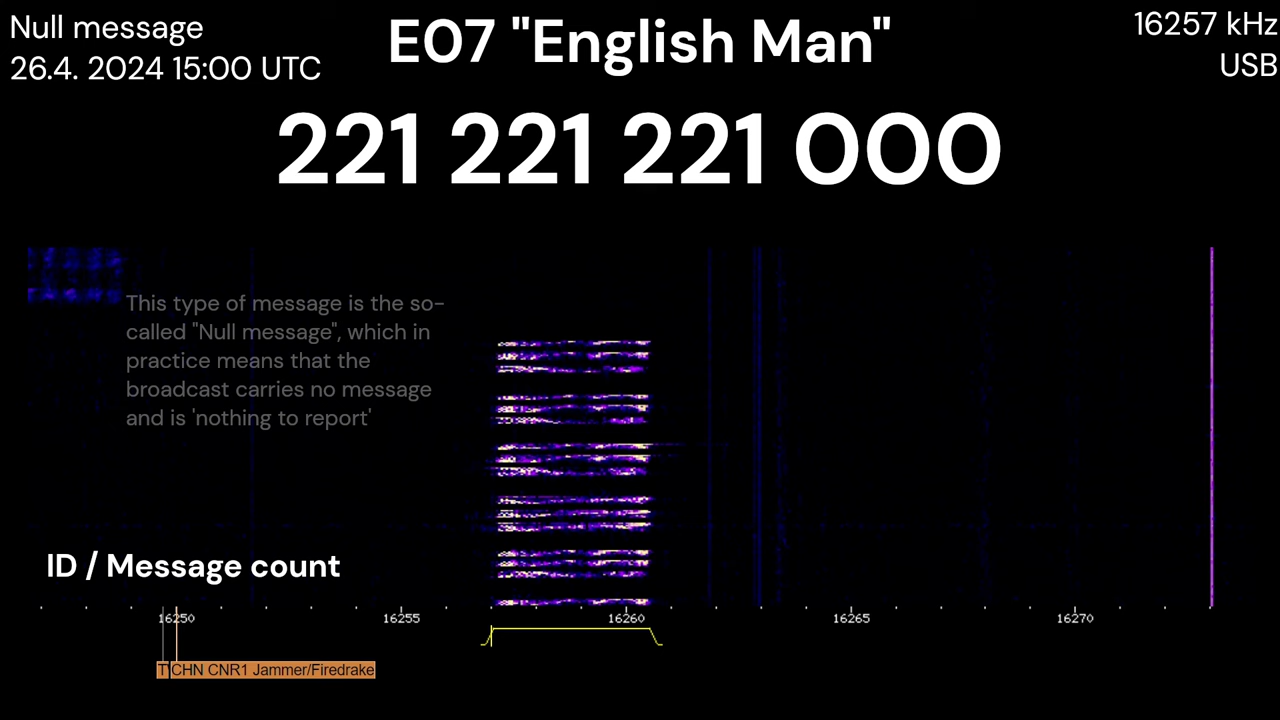 Null message
26.4. 2024 15:00 UTC
E07 "English Man"
16257 kHz
USB
221 221 221 000
This type of message is the so-
called "Null message", which in
practice means that the
broadcast carries no message
and is 'nothing to report'
ID / Message count
16250 16255 16260 16265 16270
T CHN CNR1 Jammer/Firedrake